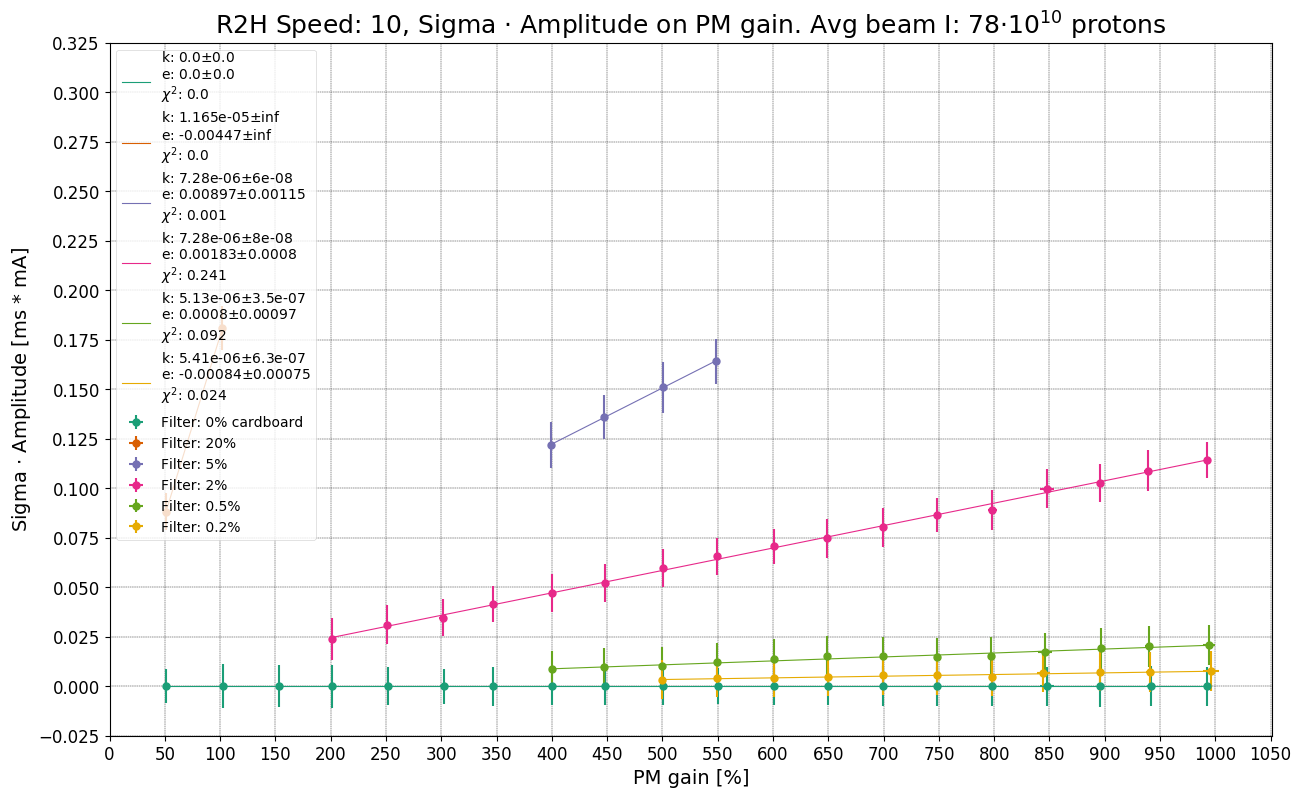 R2H Speed: 10, Sigma · Amplitude on PM gain. Avg beam I: 78·10^10 protons
0.325
0.300
0.275
0.250
0.225
0.200
0.175
0.150
0.125
0.100
0.075
0.050
0.025
0.000
−0.025
Sigma · Amplitude [ms * mA]
k: 0.0±0.0
e: 0.0±0.0
χ²: 0.0
k: 1.165e-05±inf
e: -0.00447±inf
χ²: 0.0
k: 7.28e-06±6e-08
e: 0.00897±0.00115
χ²: 0.001
k: 7.28e-06±8e-08
e: 0.00183±0.0008
χ²: 0.241
k: 5.13e-06±3.5e-07
e: 0.0008±0.00097
χ²: 0.092
k: 5.41e-06±6.3e-07
e: -0.00084±0.00075
χ²: 0.024
Filter: 0% cardboard
Filter: 20%
Filter: 5%
Filter: 2%
Filter: 0.5%
Filter: 0.2%
0 50 100 150 200 250 300 350 400 450 500 550 600 650 700 750 800 850 900 950 1000 1050
PM gain [%]